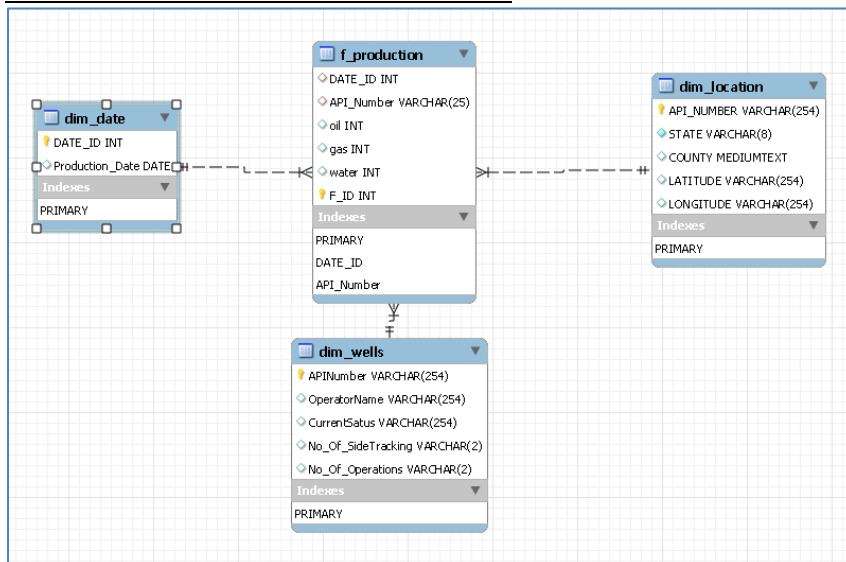 f_production
DATE_ID INT
API_Number VARCHAR(25)
oil INT
gas INT
water INT
F_ID INT
Indexes
PRIMARY
DATE_ID
API_Number
dim_date
DATE_ID INT
Production_Date DATE
Indexes
PRIMARY
dim_location
API_NUMBER VARCHAR(254)
STATE VARCHAR(8)
COUNTY MEDIUMTEXT
LATITUDE VARCHAR(254)
LONGITUDE VARCHAR(254)
Indexes
PRIMARY
dim_wells
APINumber VARCHAR(254)
OperatorName VARCHAR(254)
CurrentSatus VARCHAR(254)
No_Of_SideTracking VARCHAR(2)
No_Of_Operations VARCHAR(2)
Indexes
PRIMARY